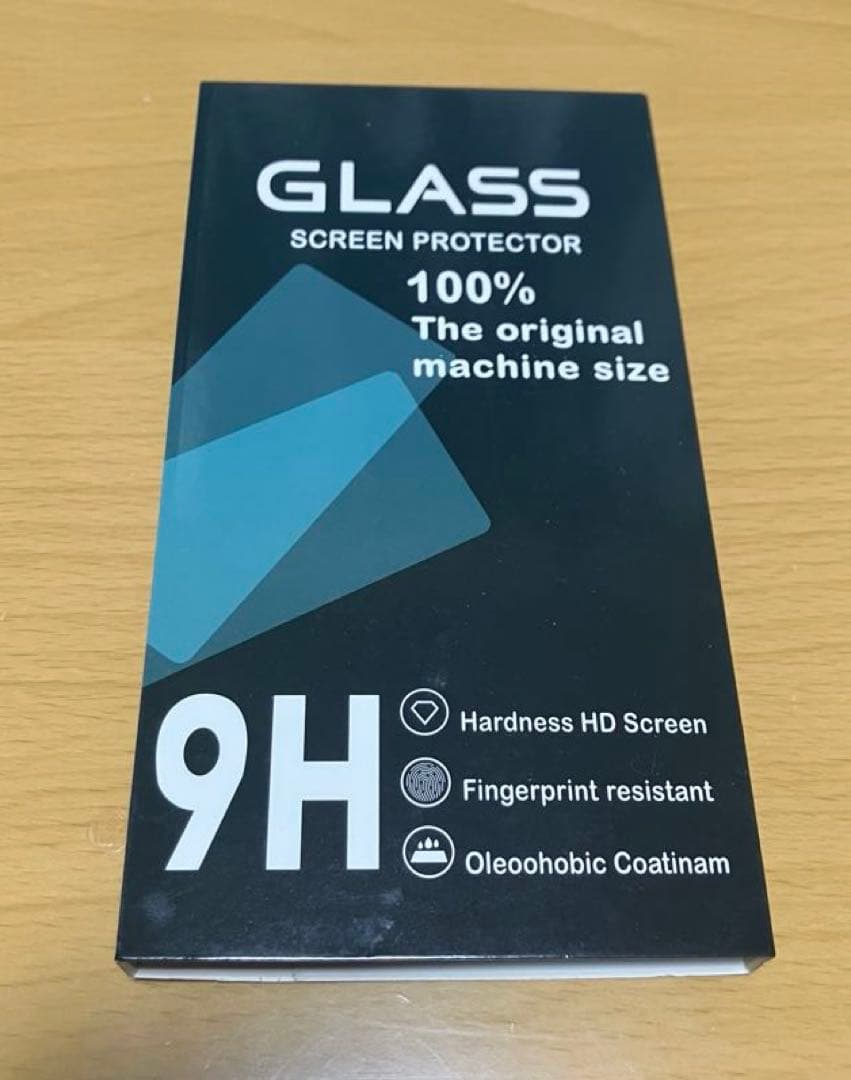 GLASS
SCREEN PROTECTOR
100%
The original
machine size
9H
Hardness HD Screen
Fingerprint resistant
Oleoohobic Coatinam